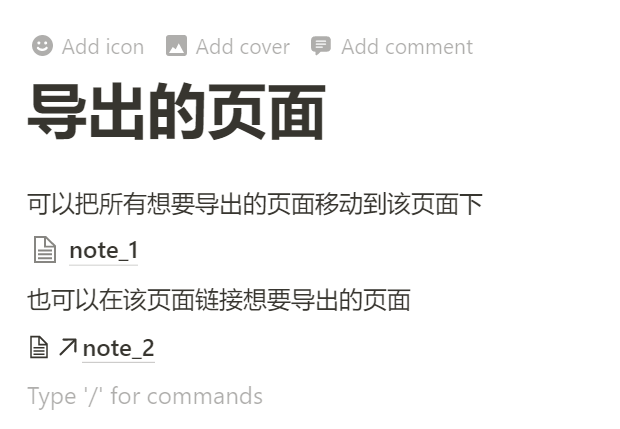 Add icon Add cover Add comment
导出的页面
可以把所有想要导出的页面移动到该页面下
note_1
也可以在该页面链接想要导出的页面
note_2
Type '/' for commands